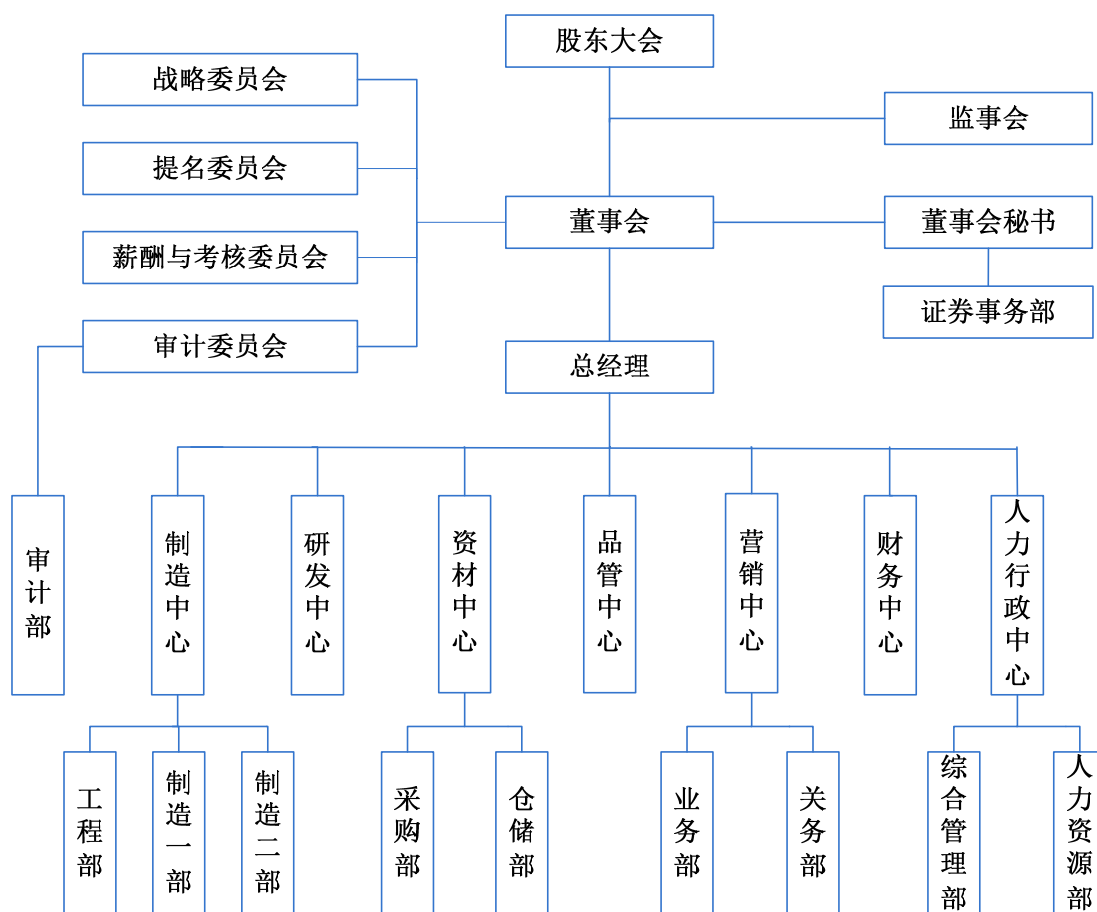 股东大会
战略委员会
监事会
提名委员会
董事会
董事会秘书
薪酬与考核委员会
证券事务部
审计委员会
总经理
审计部
制造中心
研发中心
资材中心
品管中心
营销中心
财务中心
人力行政中心
工程部
制造一部
制造二部
采购部
仓储部
业务部
关务部
综合管理部
人力资源部